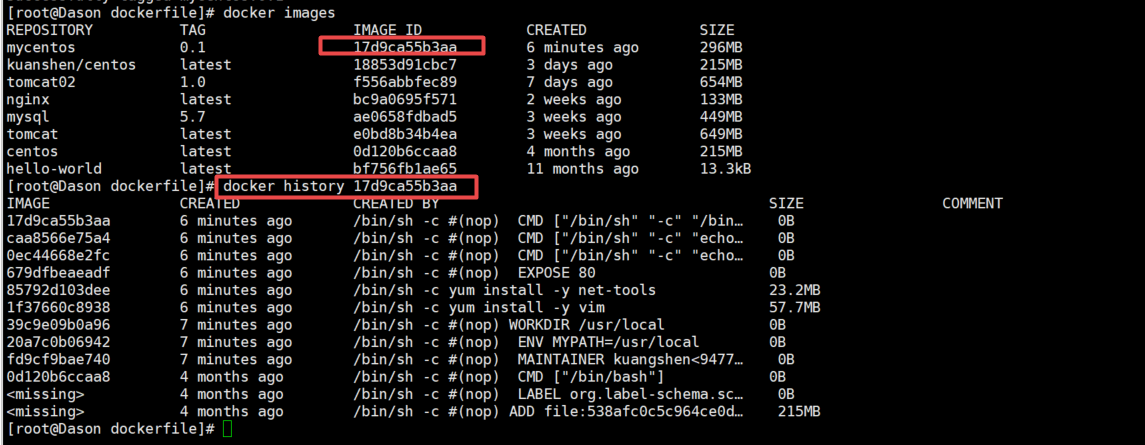 [root@Dason dockerfile]# docker images
REPOSITORY TAG IMAGE ID CREATED SIZE
mycentos 0.1 17d9ca55b3aa 6 minutes ago 296MB
kuanshen/centos latest 18853d91cbc7 3 days ago 215MB
tomcat02 1.0 f556abbfec89 7 days ago 654MB
nginx latest bc9a0695f571 2 weeks ago 133MB
mysql 5.7 ae0658fdbad5 3 weeks ago 449MB
tomcat latest e0bd8b34b4ea 3 weeks ago 649MB
centos latest 0d120b6ccaa8 4 months ago 215MB
hello-world latest bf756fb1ae65 11 months ago 13.3kB
[root@Dason dockerfile]# docker history 17d9ca55b3aa
IMAGE CREATED CREATED BY SIZE COMMENT
17d9ca55b3aa 6 minutes ago /bin/sh -c #(nop) CMD ["/bin/sh" "-c" "/bin… 0B
caa8566e75a4 6 minutes ago /bin/sh -c #(nop) CMD ["/bin/sh" "-c" "echo… 0B
0ec44668e2fc 6 minutes ago /bin/sh -c #(nop) CMD ["/bin/sh" "-c" "echo… 0B
679dfbeaeadf 6 minutes ago /bin/sh -c #(nop) EXPOSE 80 0B
85792d103dee 6 minutes ago /bin/sh -c yum install -y net-tools 23.2MB
1f37660c8938 6 minutes ago /bin/sh -c yum install -y vim 57.7MB
39c9e09b0a96 7 minutes ago /bin/sh -c #(nop) WORKDIR /usr/local 0B
20a7c0b06942 7 minutes ago /bin/sh -c #(nop) ENV MYPATH=/usr/local 0B
fd9cf9bae740 7 minutes ago /bin/sh -c #(nop) MAINTAINER kuangshen<9477… 0B
0d120b6ccaa8 4 months ago /bin/sh -c #(nop) CMD ["/bin/bash"] 0B
<missing> 4 months ago /bin/sh -c #(nop) LABEL org.label-schema.sc… 0B
<missing> 4 months ago /bin/sh -c #(nop) ADD file:538afc0c5c964ce0d… 215MB
[root@Dason dockerfile]#